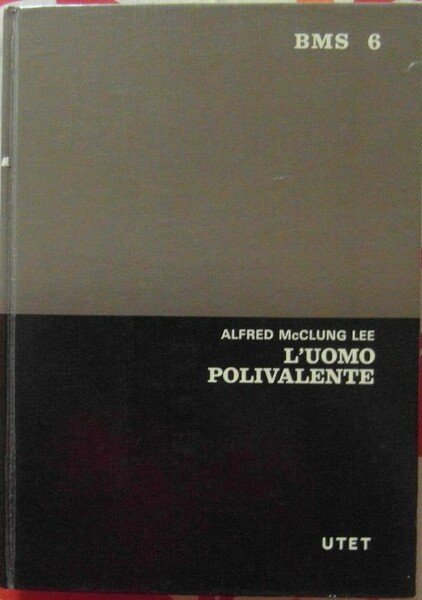 BMS 6
ALFRED McCLUNG LEE
L'UOMO
POLIVALENTE
UTET